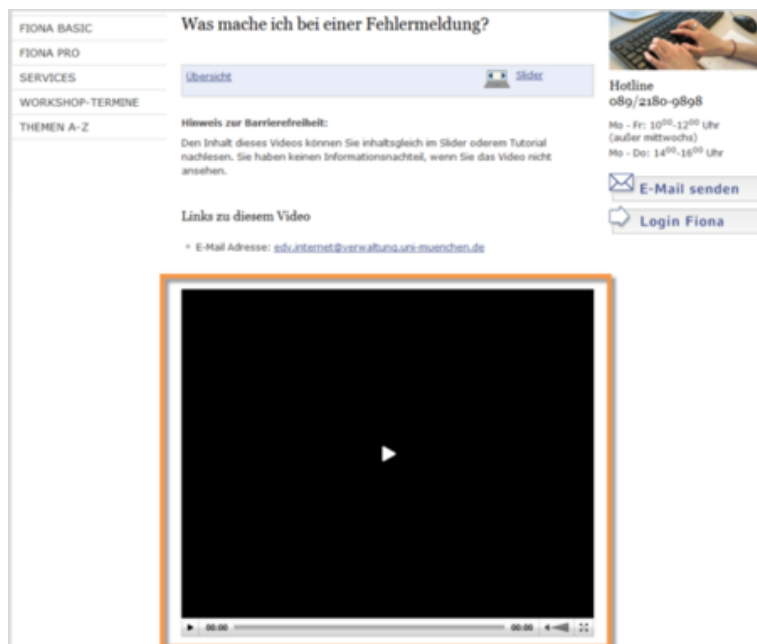 FIONA BASIC
FIONA PRO
SERVICES
WORKSHOP-TERMINE
THEMEN A-Z
Was mache ich bei einer Fehlermeldung?
Übersicht
Slider
Hinweis zur Barrierefreiheit:
Den Inhalt dieses Videos können Sie inhaltsgleich im Slider oderem Tutorial
nachlesen. Sie haben keinen Informationsnachteil, wenn Sie das Video nicht
ansehen.
Links zu diesem Video
E-Mail Adresse: edv.internet@verwaltung.uni-muenchen.de
00:00
00:00
Hotline
089/2180-9898
Mo - Fr: 10⁰⁰-12⁰⁰ Uhr
(außer mittwochs)
Mo - Do: 14⁰⁰-16⁰⁰ Uhr
E-Mail senden
Login Fiona